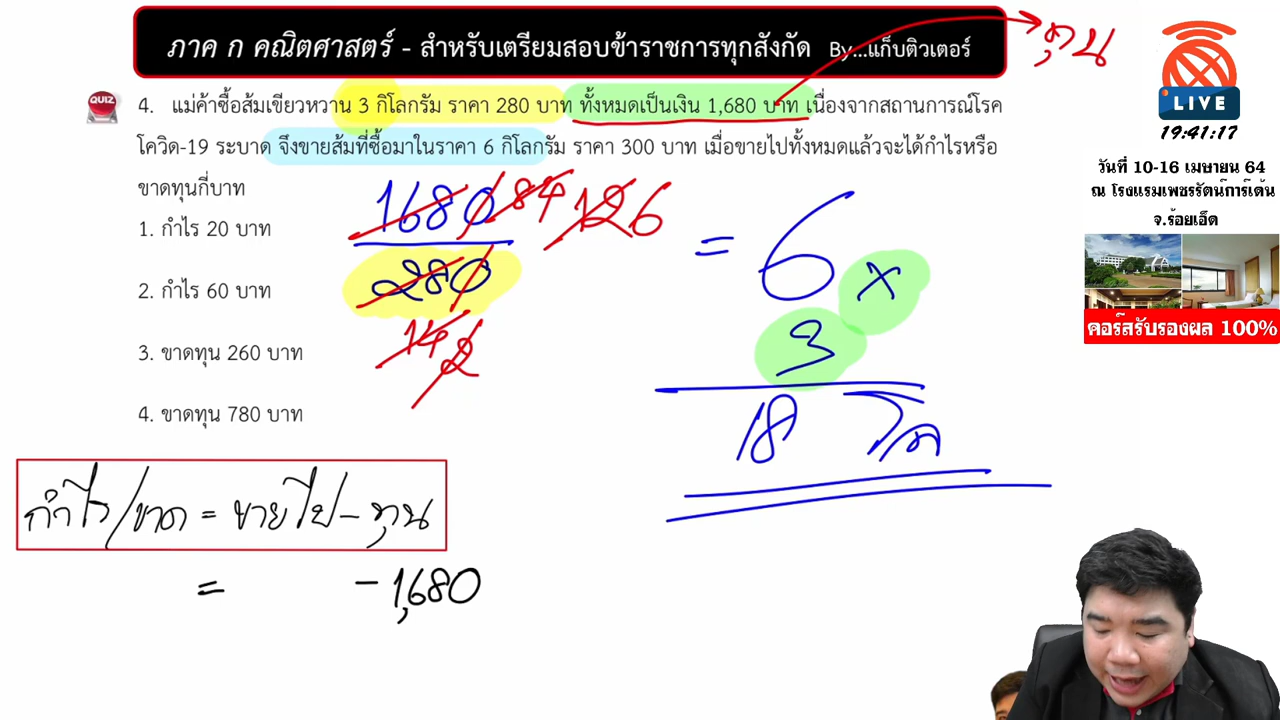 ภาค ก คณิตศาสตร์ - สำหรับเตรียมสอบข้าราชการทุกสังกัด By...แก็บติวเตอร์
ทุน
LIVE
19:41:17
QUIZ
4. แม่ค้าซื้อส้มเขียวหวาน 3 กิโลกรัม ราคา 280 บาท ทั้งหมดเป็นเงิน 1,680 บาท เนื่องจากสถานการณ์โรค
โควิด-19 ระบาด จึงขายส้มที่ซื้อมาในราคา 6 กิโลกรัม ราคา 300 บาท เมื่อขายไปทั้งหมดแล้วจะได้กำไรหรือ
ขาดทุนกี่บาท
วันที่ 10-16 เมษายน 64
ณ โรงแรมเพชรรัตน์การ์เด้น
จ.ร้อยเอ็ด
คอร์สรับรองผล 100%
1. กำไร 20 บาท
2. กำไร 60 บาท
3. ขาดทุน 260 บาท
4. ขาดทุน 780 บาท
1680 84 12 6
280
14 2
= 6 x
3
18 โล
กำไร/ขาด = ขายไป - ทุน
= - 1,680